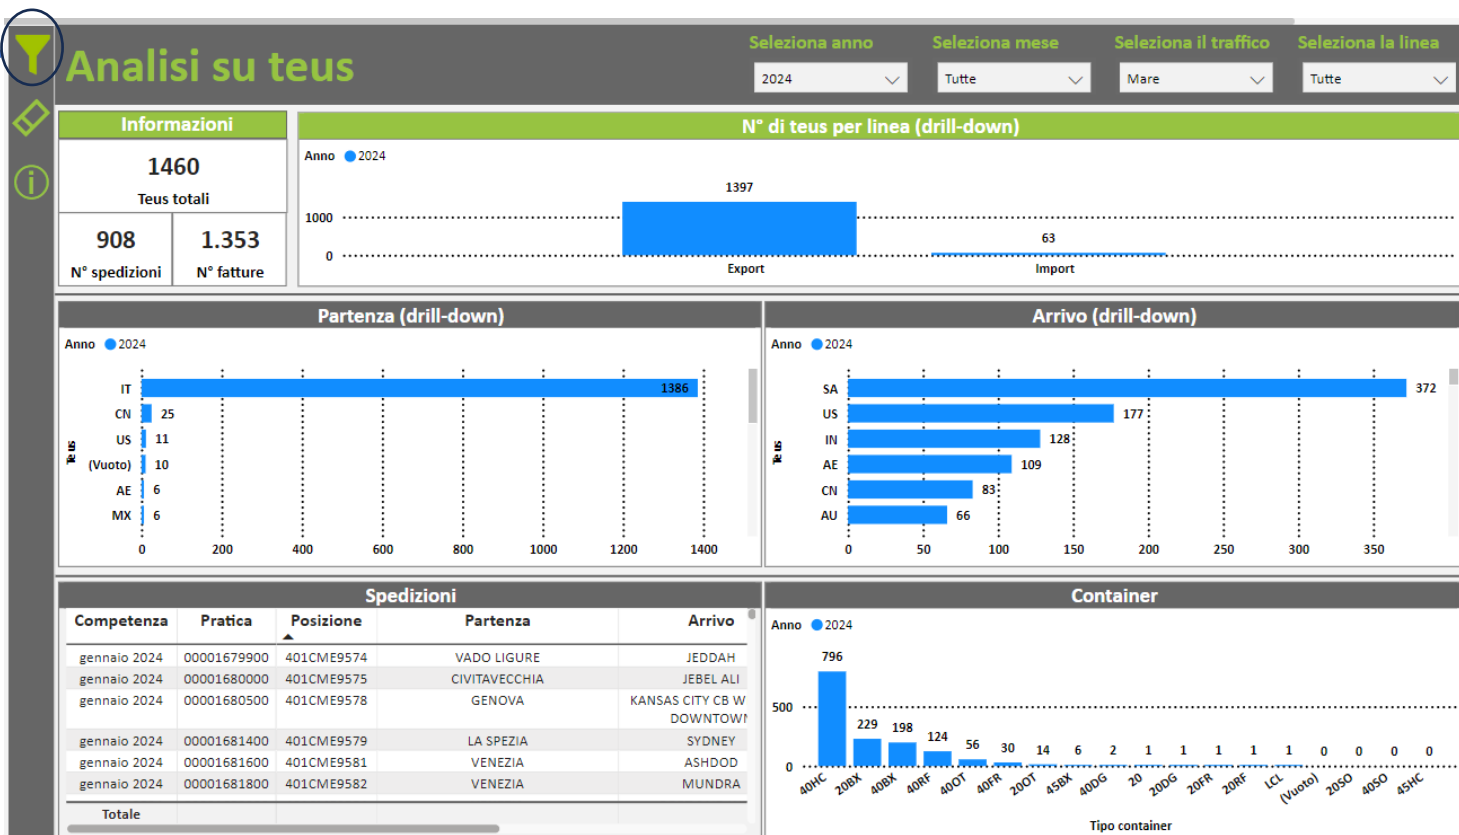 Analisi su teus
Seleziona anno
Seleziona mese
Seleziona il traffico
Seleziona la linea
2024
Tutte
Mare
Tutte
Informazioni
1460
Teus totali
908
N° spedizioni
1.353
N° fatture
N° di teus per linea (drill-down)
Anno 2024
1397
1000
63
0
Export
Import
Partenza (drill-down)
Anno 2024
Teus
IT 1386
CN 25
US 11
(Vuoto) 10
AE 6
MX 6
0 200 400 600 800 1000 1200 1400
Arrivo (drill-down)
Anno 2024
Teus
SA 372
US 177
IN 128
AE 109
CN 83
AU 66
0 50 100 150 200 250 300 350
Spedizioni
Competenza Pratica Posizione Partenza Arrivo
gennaio 2024 00001679900 401CME9574 VADO LIGURE JEDDAH
gennaio 2024 00001680000 401CME9575 CIVITAVECCHIA JEBEL ALI
gennaio 2024 00001680500 401CME9578 GENOVA KANSAS CITY CB W
DOWNTOWN
gennaio 2024 00001681400 401CME9579 LA SPEZIA SYDNEY
gennaio 2024 00001681600 401CME9581 VENEZIA ASHDOD
gennaio 2024 00001681800 401CME9582 VENEZIA MUNDRA
Totale
Container
Anno 2024
796
500
229 198 124 56 30 14 6 2 1 1 1 1 1 0 0 0 0
0
40HC 20BX 40BX 40RF 40OT 40FR 20OT 45BX 40DG 20 20DG 20FR 20RF LCL (Vuoto) 20SO 40SO 45HC
Tipo container